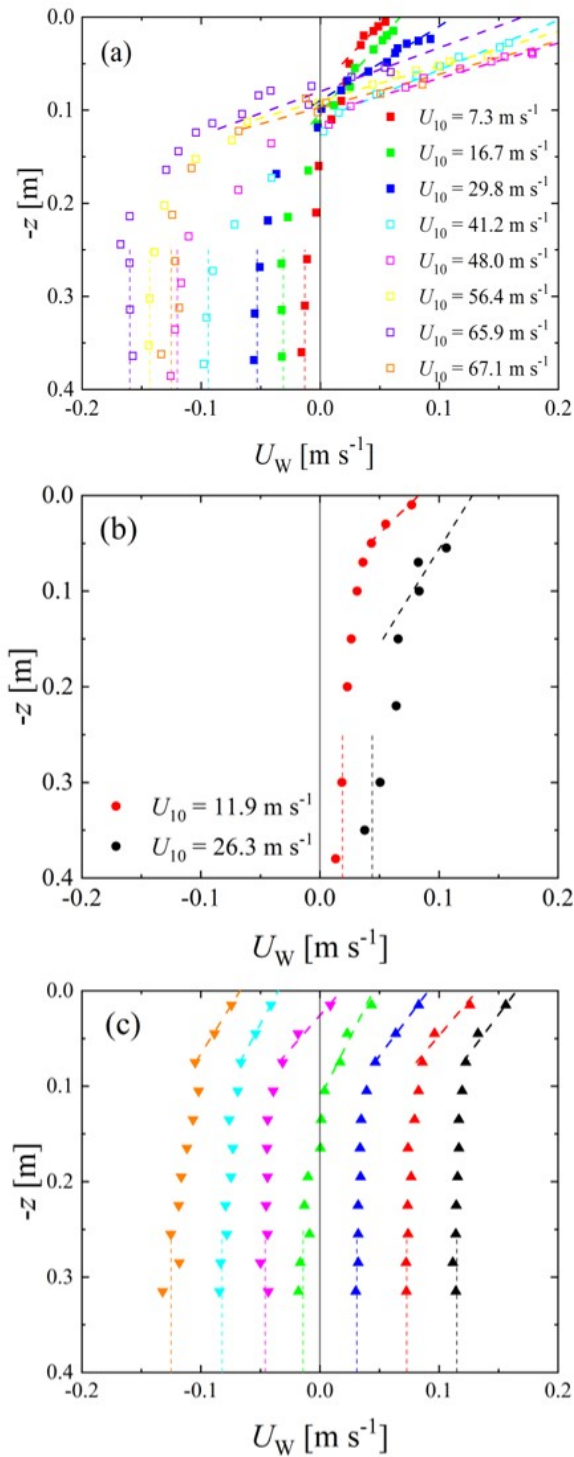 (a)
0.0
0.1
0.2
0.3
0.4
-z [m]
U10 = 7.3 m s-1
U10 = 16.7 m s-1
U10 = 29.8 m s-1
U10 = 41.2 m s-1
U10 = 48.0 m s-1
U10 = 56.4 m s-1
U10 = 65.9 m s-1
U10 = 67.1 m s-1
-0.2 -0.1 0.0 0.1 0.2
UW [m s-1]
(b)
0.0
0.1
0.2
0.3
0.4
-z [m]
U10 = 11.9 m s-1
U10 = 26.3 m s-1
-0.2 -0.1 0.0 0.1 0.2
UW [m s-1]
(c)
0.0
0.1
0.2
0.3
0.4
-z [m]
-0.2 -0.1 0.0 0.1 0.2
UW [m s-1]